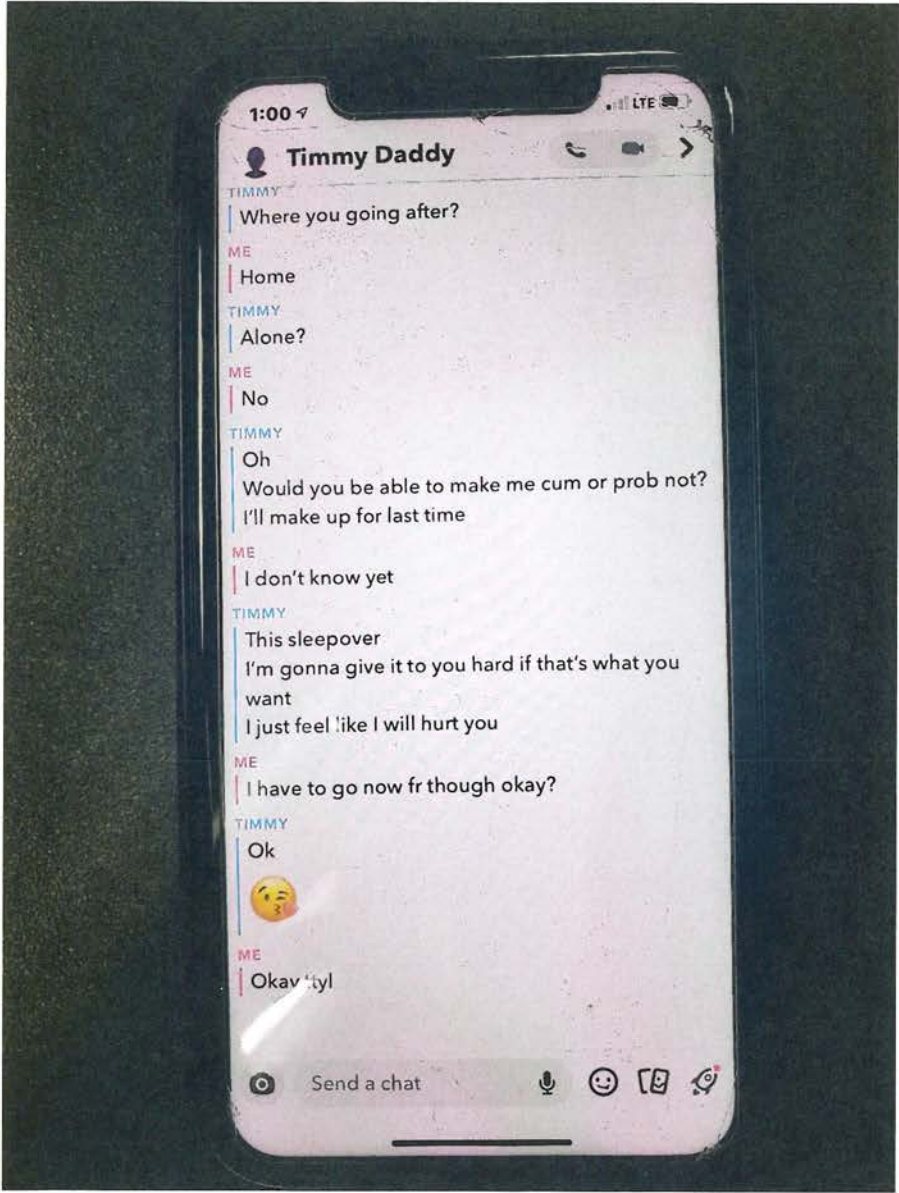 1:00
LTE
Timmy Daddy
TIMMY
Where you going after?
ME
Home
TIMMY
Alone?
ME
No
TIMMY
Oh
Would you be able to make me cum or prob not?
I'll make up for last time
ME
I don't know yet
TIMMY
This sleepover
I'm gonna give it to you hard if that's what you
want
I just feel like I will hurt you
ME
I have to go now fr though okay?
TIMMY
Ok
ME
Okay ttyl
Send a chat